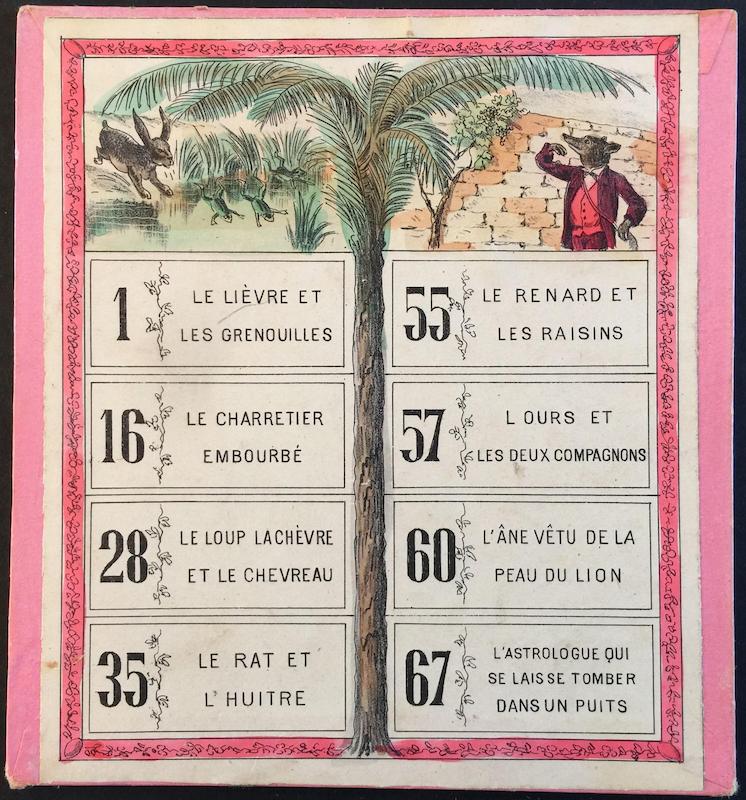 1
LE LIÈVRE ET
LES GRENOUILLES
16
LE CHARRETIER
EMBOURBÉ
28
LE LOUP LA CHÈVRE
ET LE CHEVREAU
35
LE RAT ET
L'HUITRE
55
LE RENARD ET
LES RAISINS
57
L OURS ET
LES DEUX COMPAGNONS
60
L'ÂNE VÊTU DE LA
PEAU DU LION
67
L'ASTROLOGUE QUI
SE LAISSE TOMBER
DANS UN PUITS